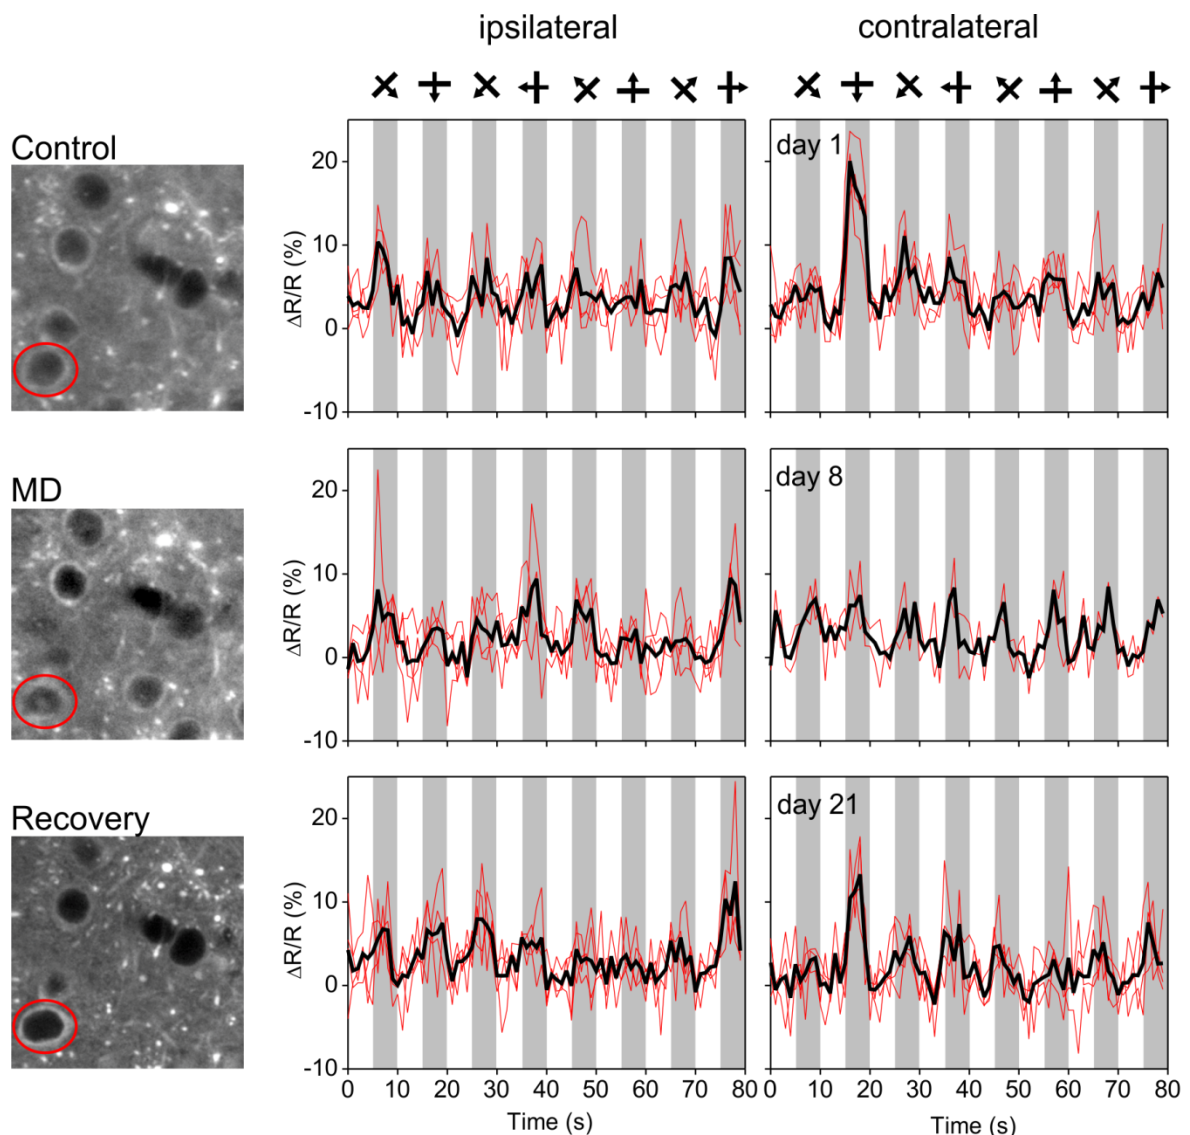 ipsilateral contralateral
Control
day 1
20
10
0
-10
ΔR/R (%)
MD
day 8
20
10
0
-10
ΔR/R (%)
Recovery
day 21
20
10
0
-10
ΔR/R (%)
0 10 20 30 40 50 60 70 80 0 10 20 30 40 50 60 70 80
Time (s) Time (s)